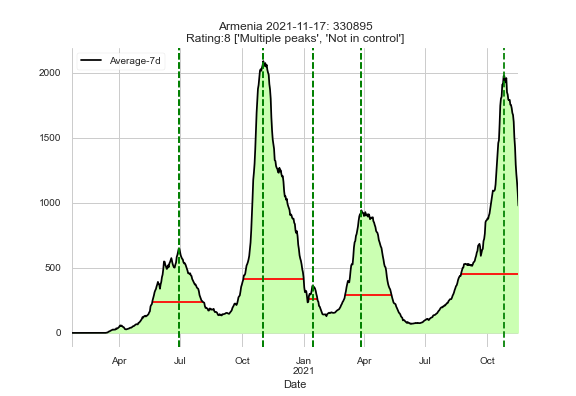 Armenia 2021-11-17: 330895
Rating:8 ['Multiple peaks', 'Not in control']
Average-7d
2000
1500
1000
500
0
Apr Jul Oct Jan Apr Jul Oct
2021
Date